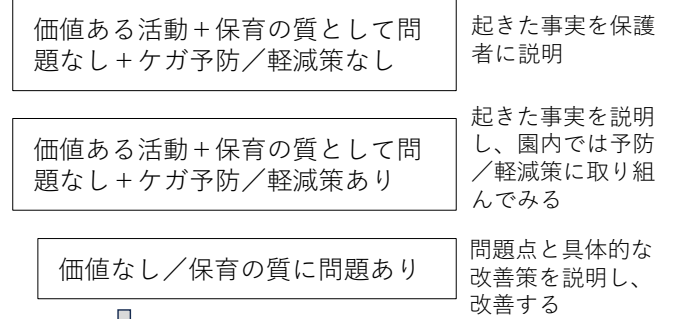 価値ある活動＋保育の質として問
題なし＋ケガ予防／軽減策なし
起きた事実を保護
者に説明
価値ある活動＋保育の質として問
題なし＋ケガ予防／軽減策あり
起きた事実を説明
し、園内では予防
／軽減策に取り組
んでみる
価値なし／保育の質に問題あり
問題点と具体的な
改善策を説明し、
改善する